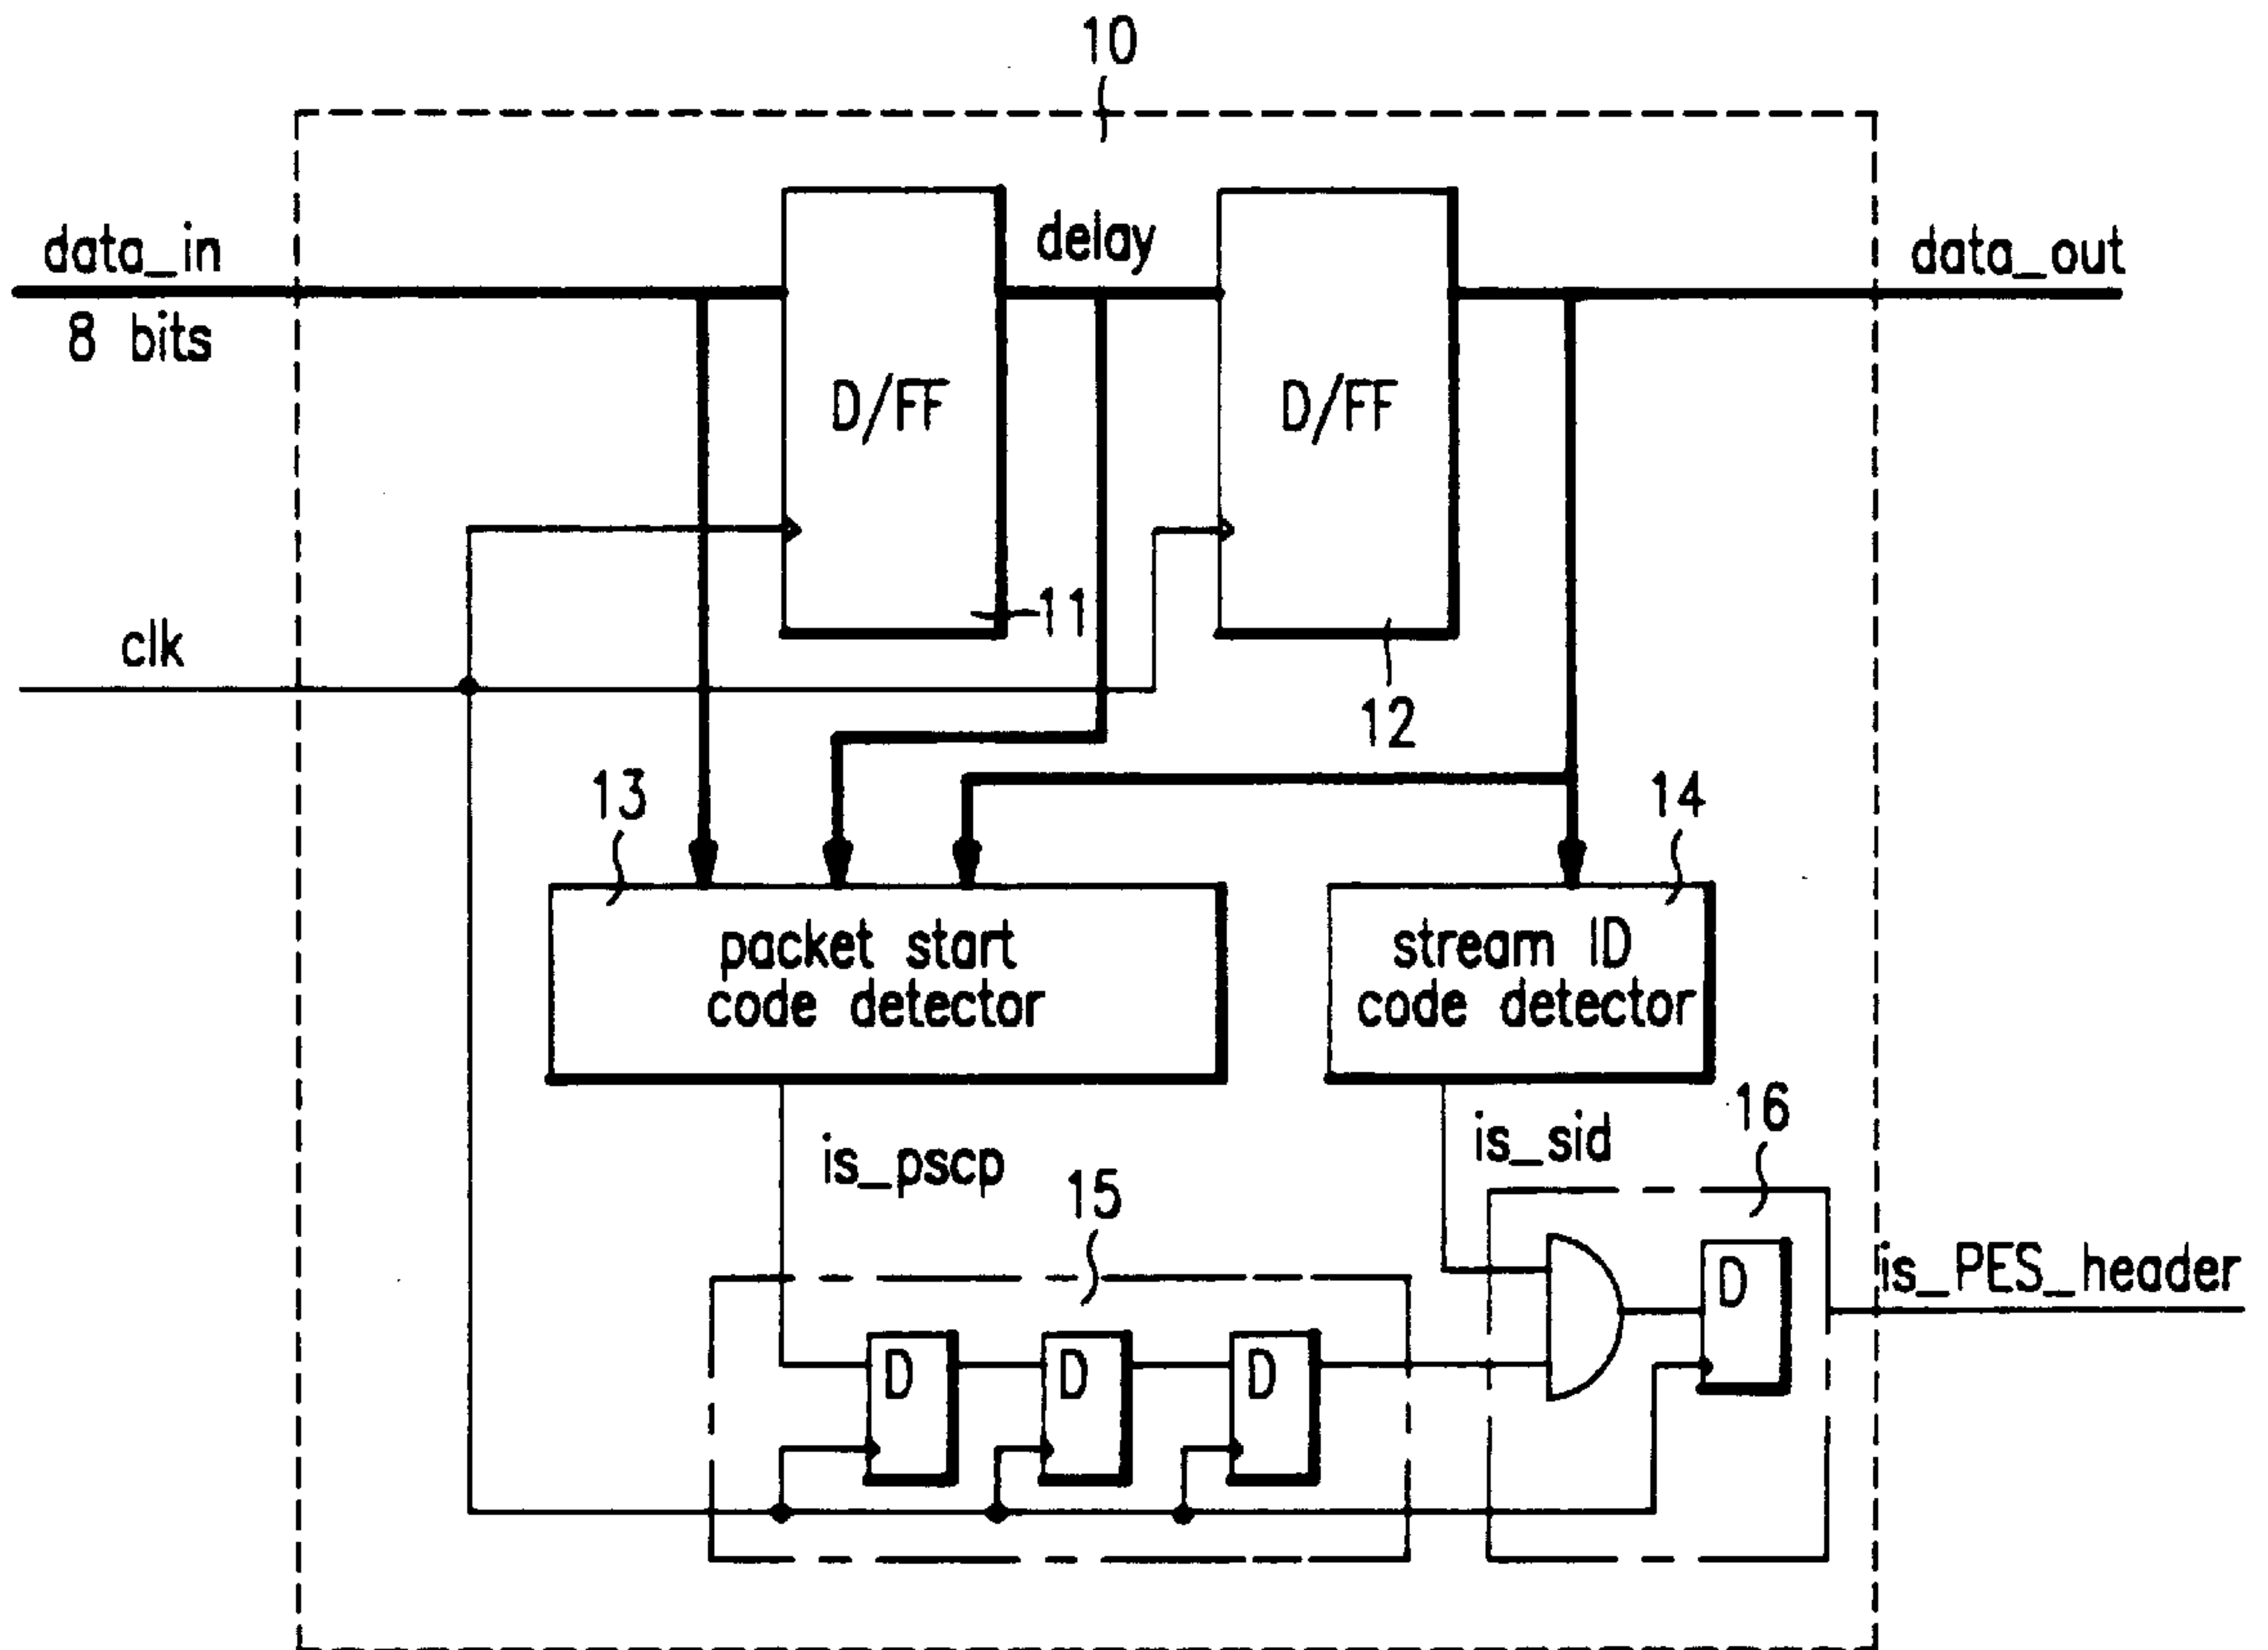 10
data_in
8 bits
delay
data_out
D/FF
D/FF
11
12
clk
13
14
packet start
code detector
stream ID
code detector
is_pscp
is_sid
15
16
D
D
D
D
is_PES_header